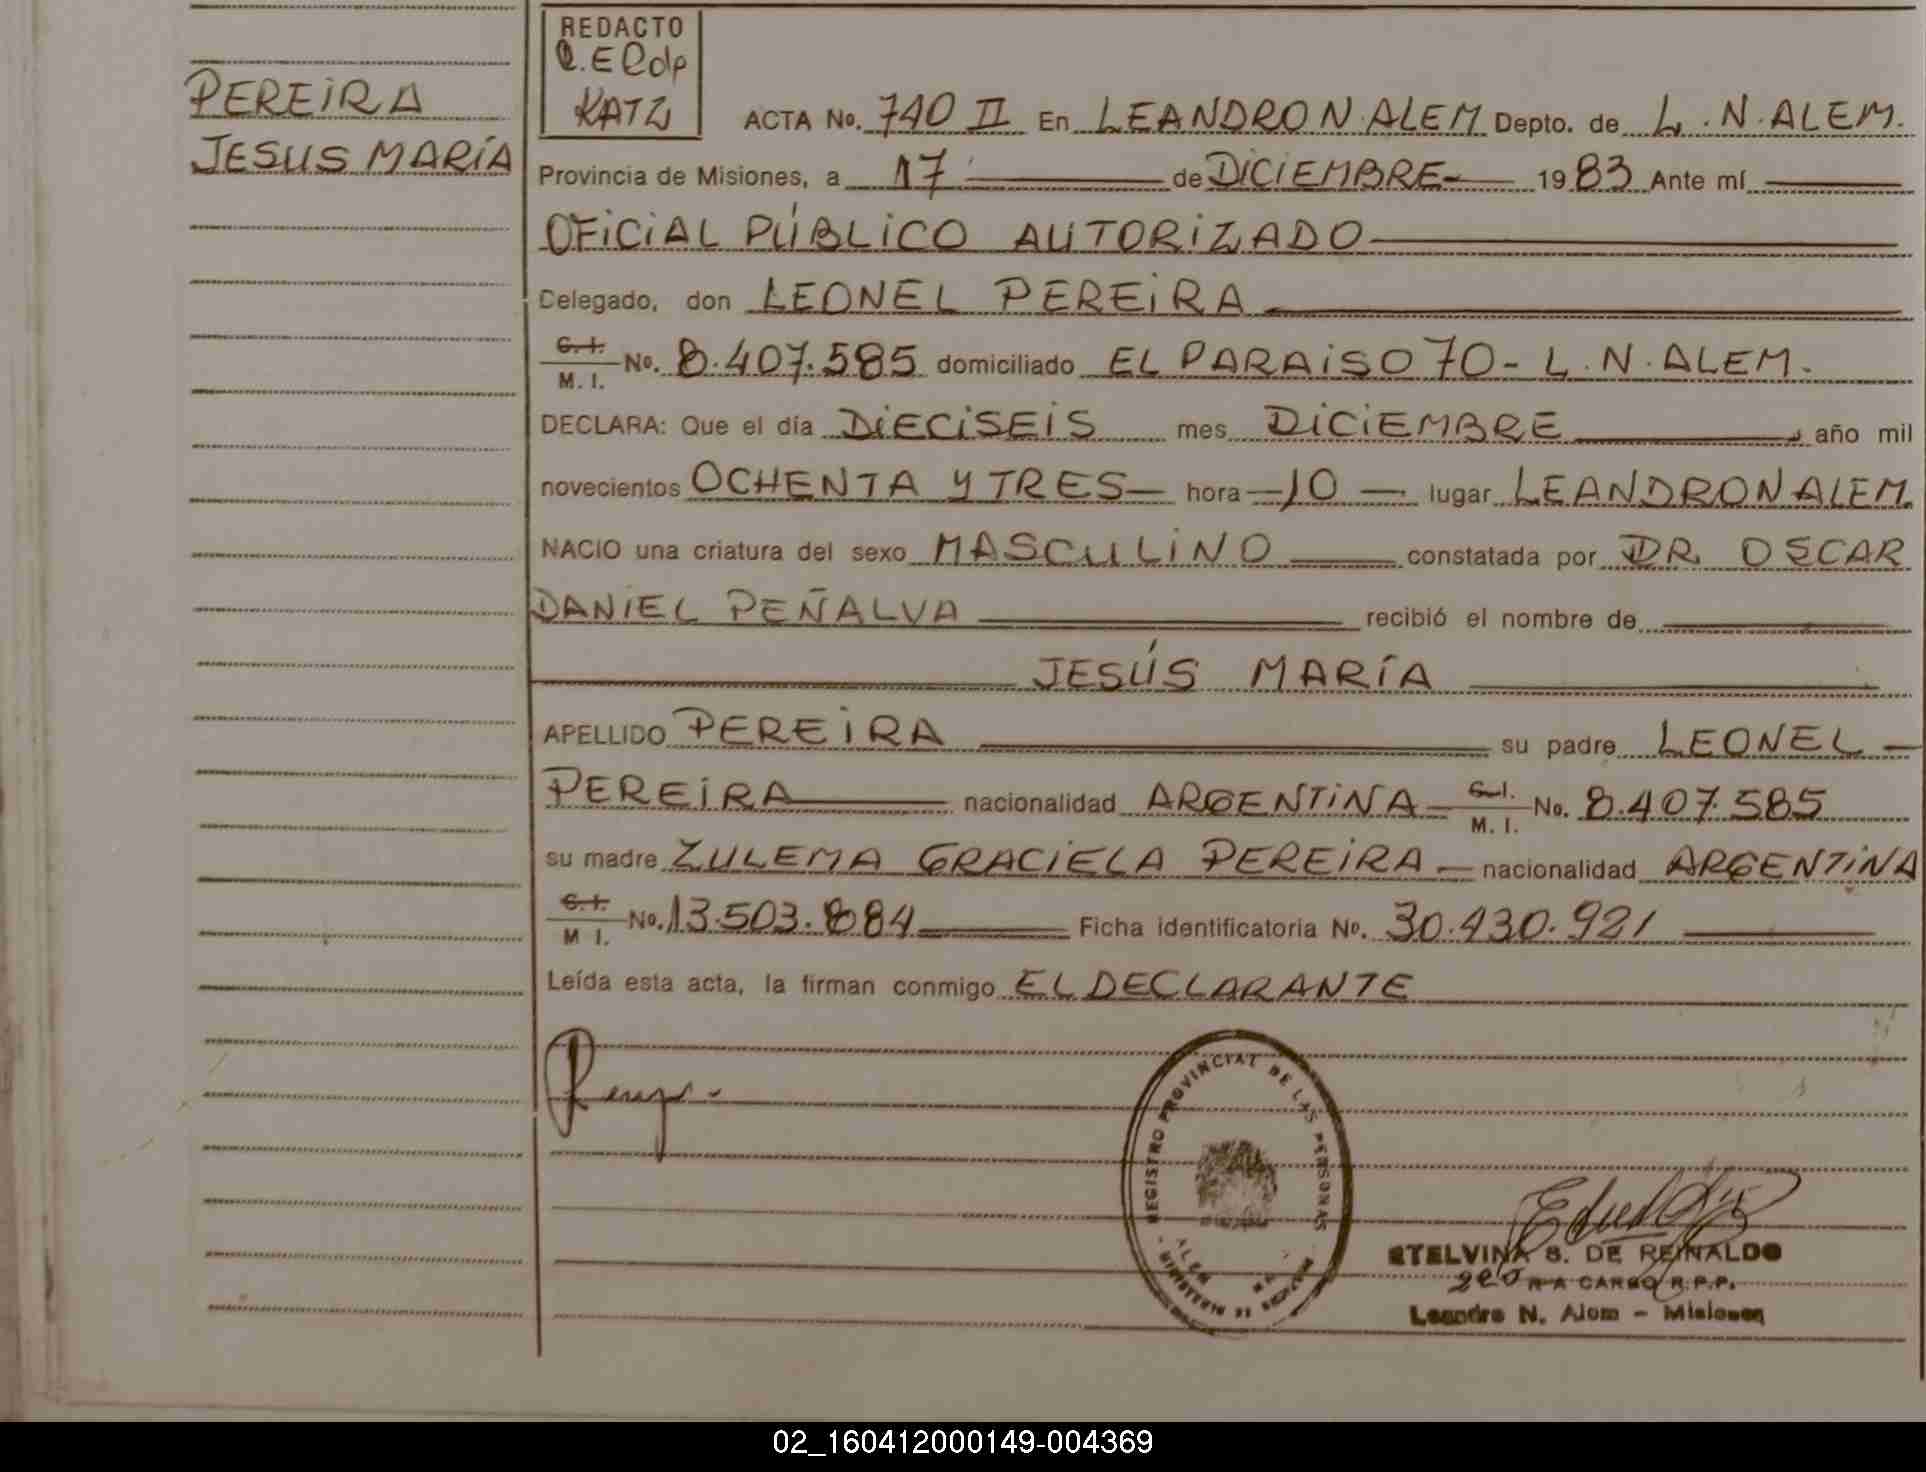 PEREIRA
JESUS MARÍA
REDACTO
KATZ
ACTA No. 740 II En LEANDRO N. ALEM Depto. de L. N. ALEM.
Provincia de Misiones, a 17 de DICIEMBRE 1983 Ante mí
OFICIAL PÚBLICO AUTORIZADO
Delegado, don LEONEL PEREIRA
C. I. No. 8.407.585 domiciliado EL PARAISO 70 - L. N. ALEM.
M. I.
DECLARA: Que el día DIECISEIS mes DICIEMBRE, año mil
novecientos OCHENTA Y TRES hora 10 lugar LEANDRO N ALEM.
NACIO una criatura del sexo MASCULINO constatada por DR. OSCAR
DANIEL PEÑALVA recibió el nombre de
JESÚS MARÍA
APELLIDO PEREIRA su padre LEONEL
PEREIRA nacionalidad ARGENTINA C. I. No. 8.407.585
M. I.
su madre ZULEMA GRACIELA PEREIRA nacionalidad ARGENTINA
C. I. No. 13.503.884 Ficha identificatoria No. 30.430.921
M I.
Leída esta acta, la firman conmigo EL DECLARANTE
REGISTRO PROVINCIAL DE LAS PERSONAS
ALEM
ETELVINA S. DE REINALDO
A CARGO R.P.P.
Leandro N. Alem - Misiones
02_160412000149-004369